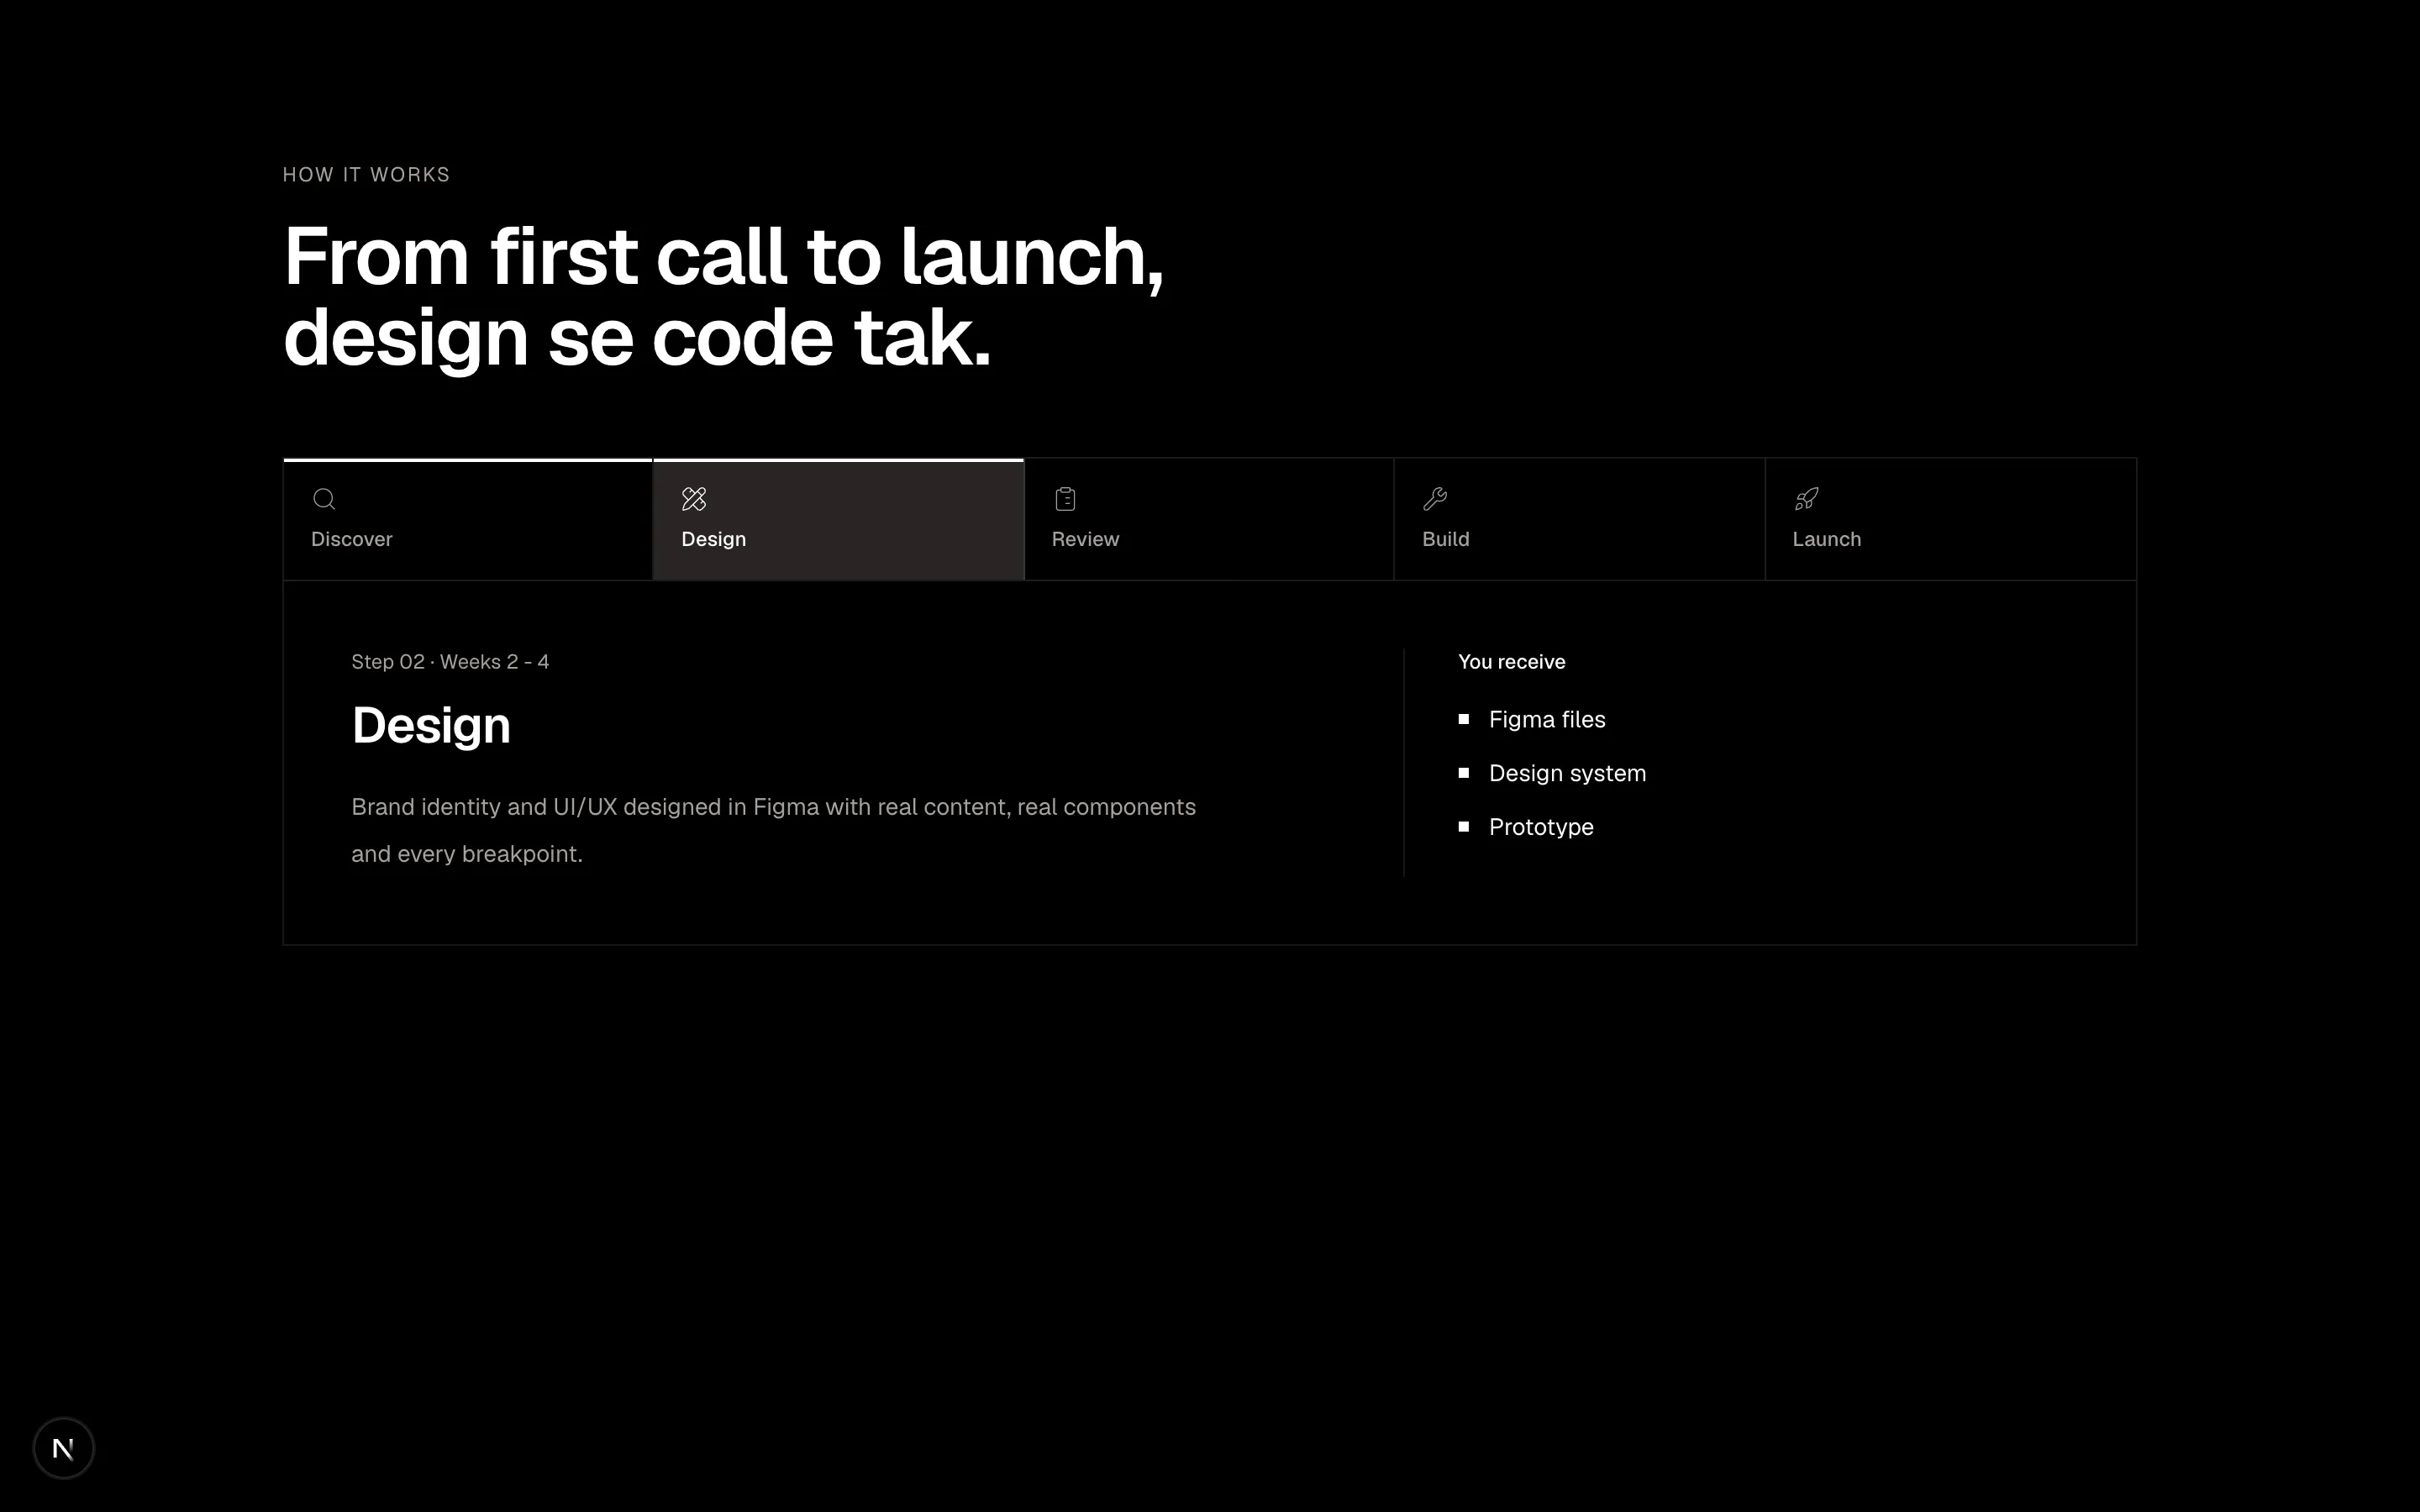 HOW IT WORKS
From first call to launch,
design se code tak.
Discover
Design
Review
Build
Launch
Step 02 · Weeks 2 - 4
Design
Brand identity and UI/UX designed in Figma with real content, real components
and every breakpoint.
You receive
Figma files
Design system
Prototype
N